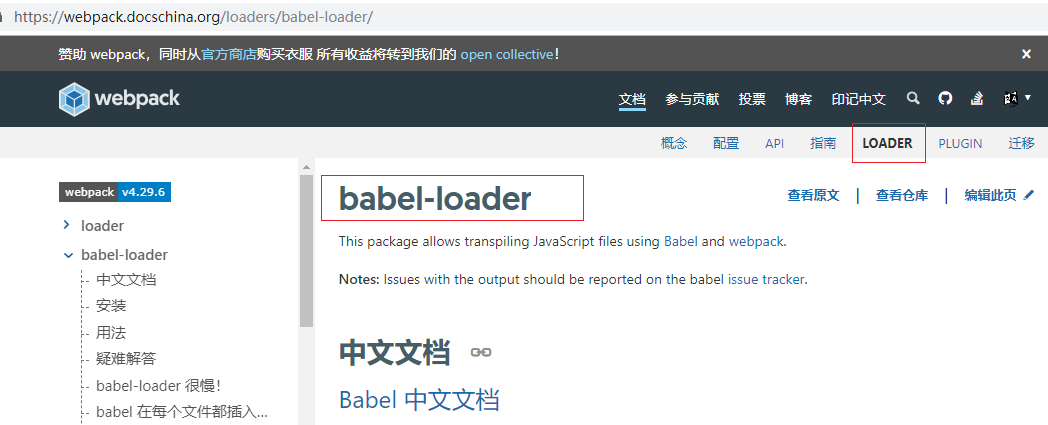 https://webpack.docschina.org/loaders/babel-loader/
赞助 webpack，同时从官方商店购买衣服 所有收益将转到我们的 open collective！ ×
webpack 文档 参与贡献 投票 博客 印记中文
概念 配置 API 指南 LOADER PLUGIN 迁移
webpack v4.29.6
loader
babel-loader
中文文档
安装
用法
疑难解答
babel-loader 很慢！
babel 在每个文件都插入...
babel-loader
查看原文 | 查看仓库 | 编辑此页
This package allows transpiling JavaScript files using Babel and webpack.
Notes: Issues with the output should be reported on the babel issue tracker.
中文文档
Babel 中文文档